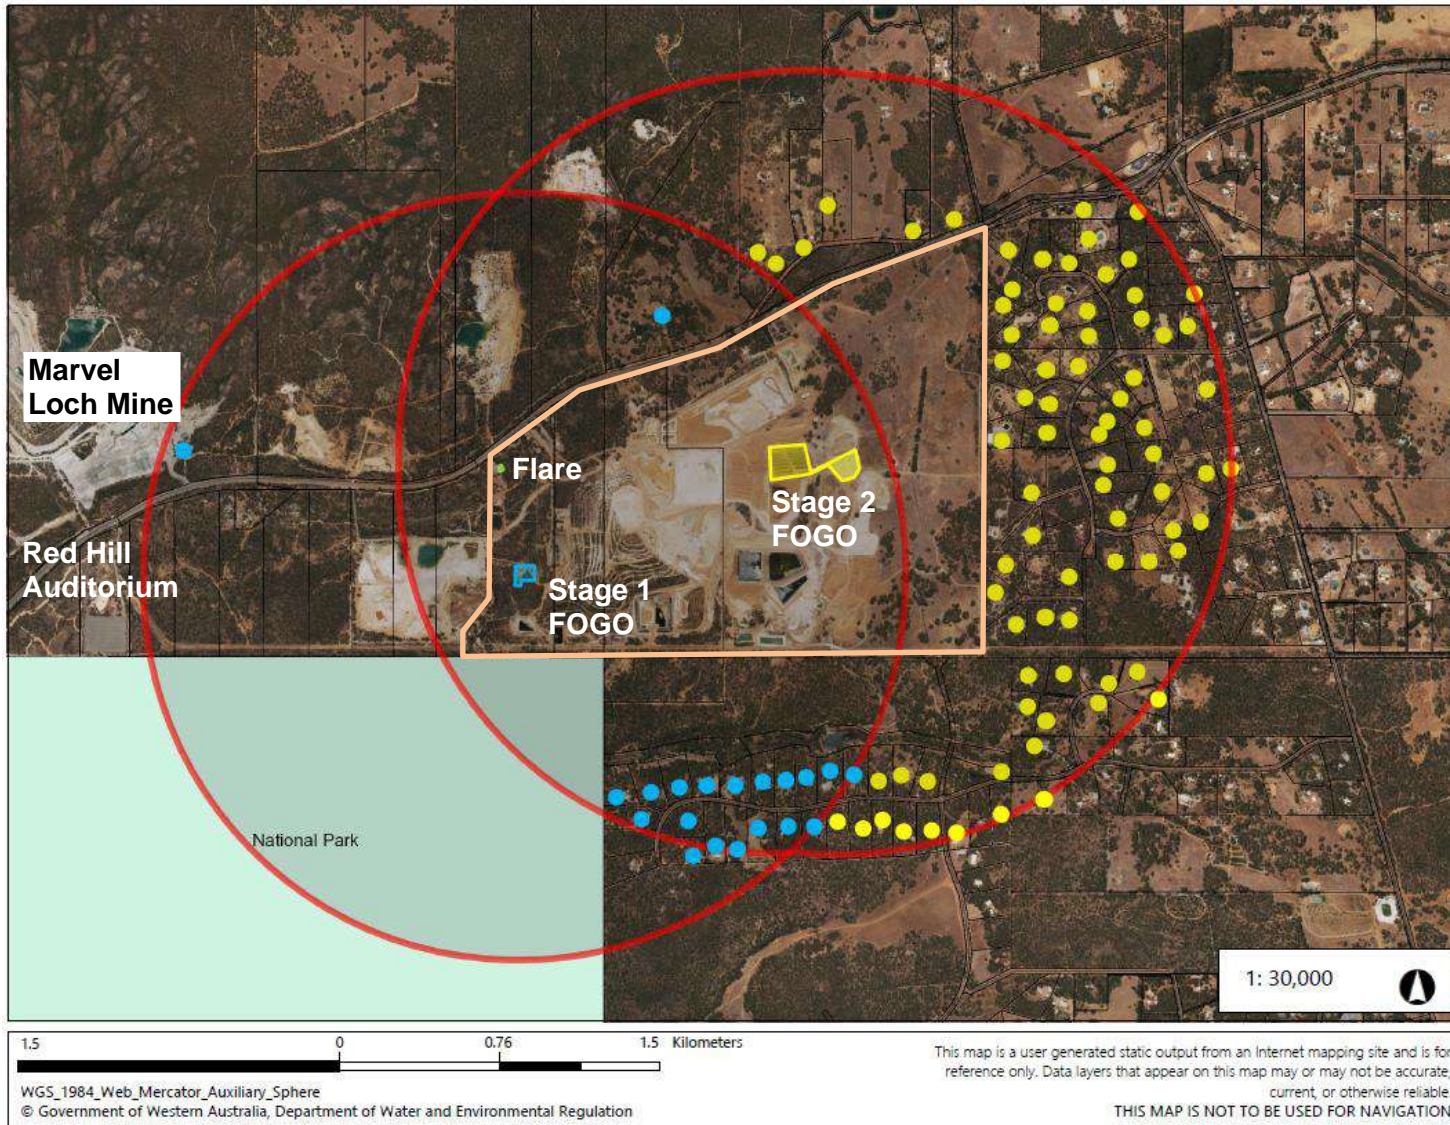 Marvel
Loch Mine
Flare
Stage 2
FOGO
Red Hill
Auditorium
Stage 1
FOGO
National Park
1: 30,000
1.5 0 0.76 1.5 Kilometers
WGS_1984_Web_Mercator_Auxiliary_Sphere
© Government of Western Australia, Department of Water and Environmental Regulation
This map is a user generated static output from an Internet mapping site and is for
reference only. Data layers that appear on this map may or may not be accurate,
current, or otherwise reliable.
THIS MAP IS NOT TO BE USED FOR NAVIGATION